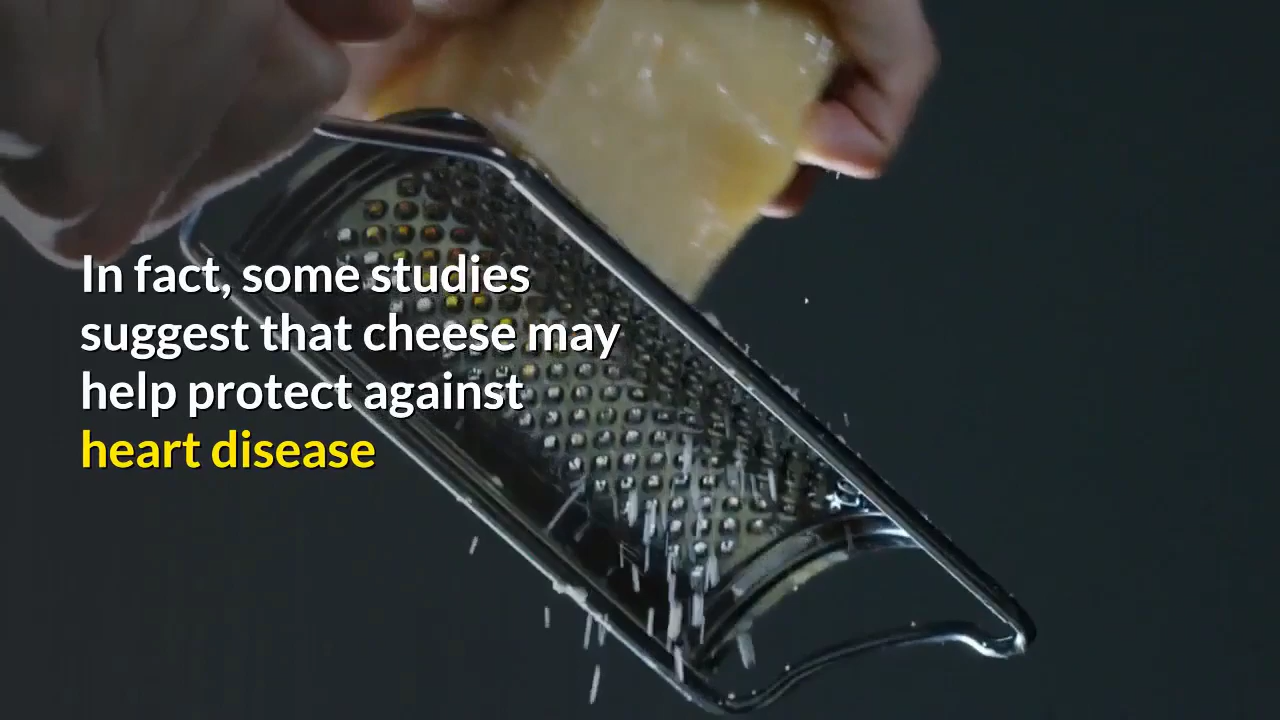 In fact, some studies
suggest that cheese may
help protect against
heart disease